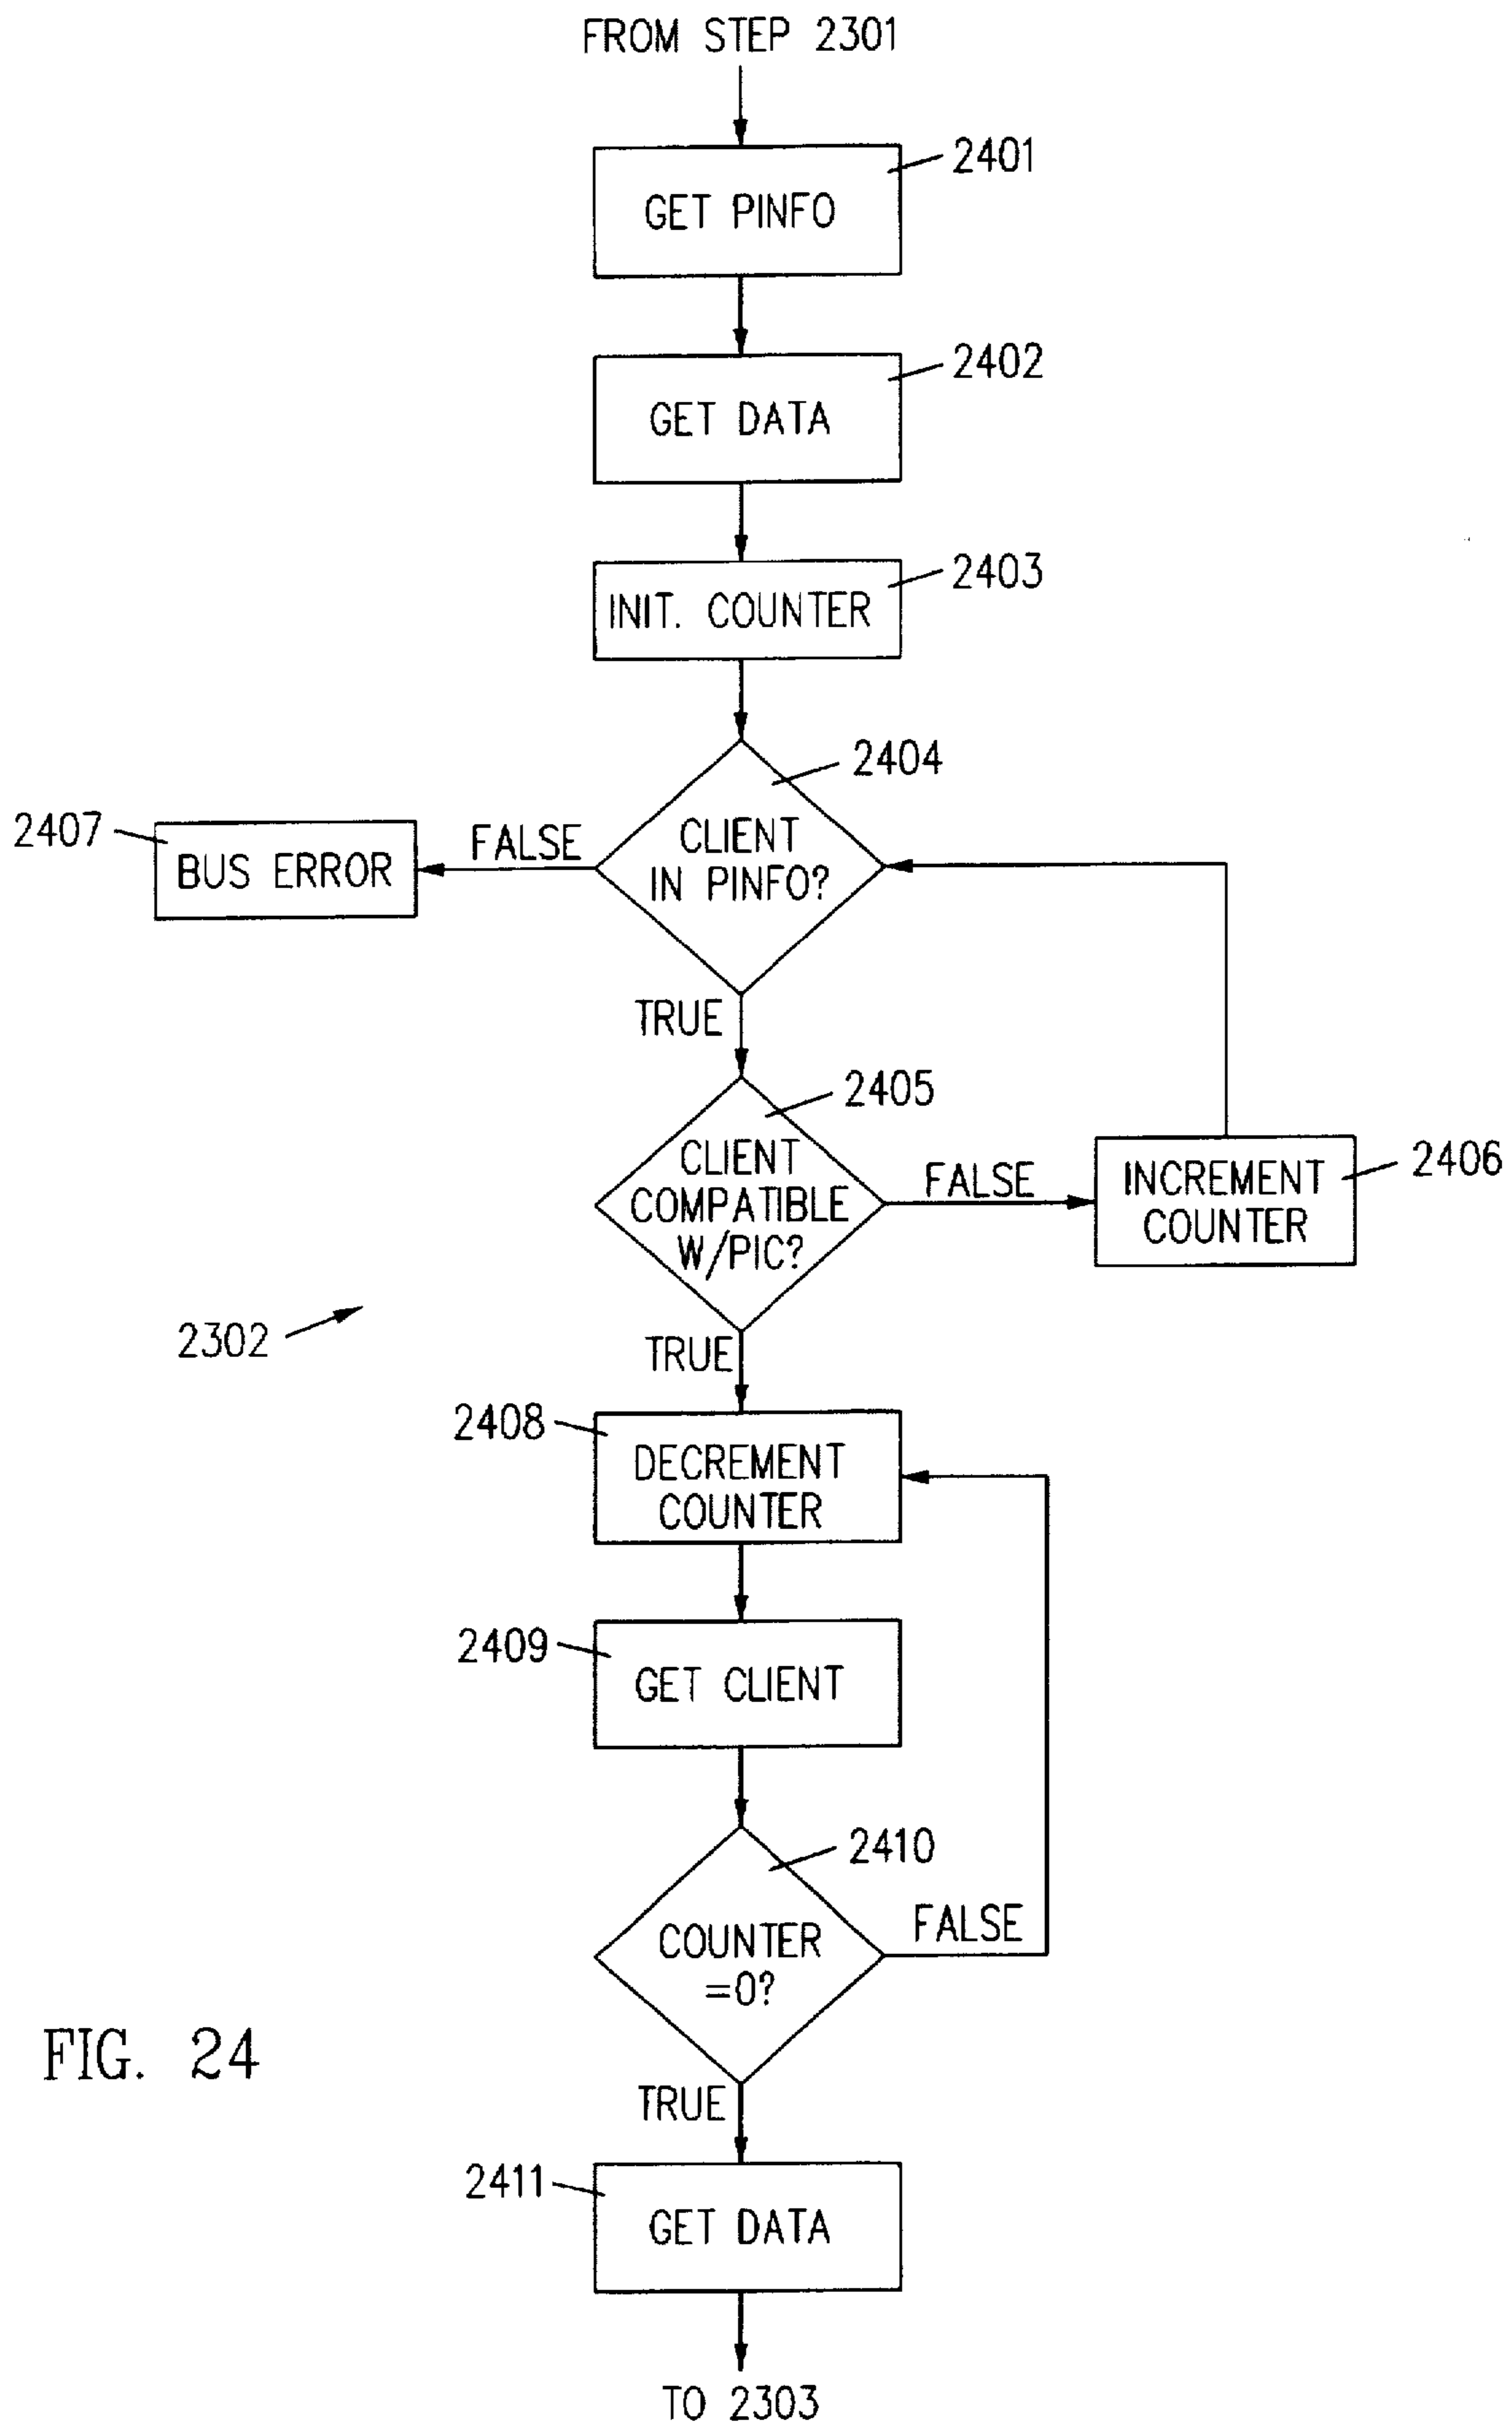 FROM STEP 2301
2401
GET PINFO
2402
GET DATA
2403
INIT. COUNTER
2404
CLIENT
IN PINFO?
FALSE
2407
BUS ERROR
TRUE
2405
CLIENT
COMPATIBLE
W/PIC?
FALSE
2406
INCREMENT
COUNTER
2302
TRUE
2408
DECREMENT
COUNTER
2409
GET CLIENT
2410
COUNTER
=0?
FALSE
FIG. 24
TRUE
2411
GET DATA
TO 2303